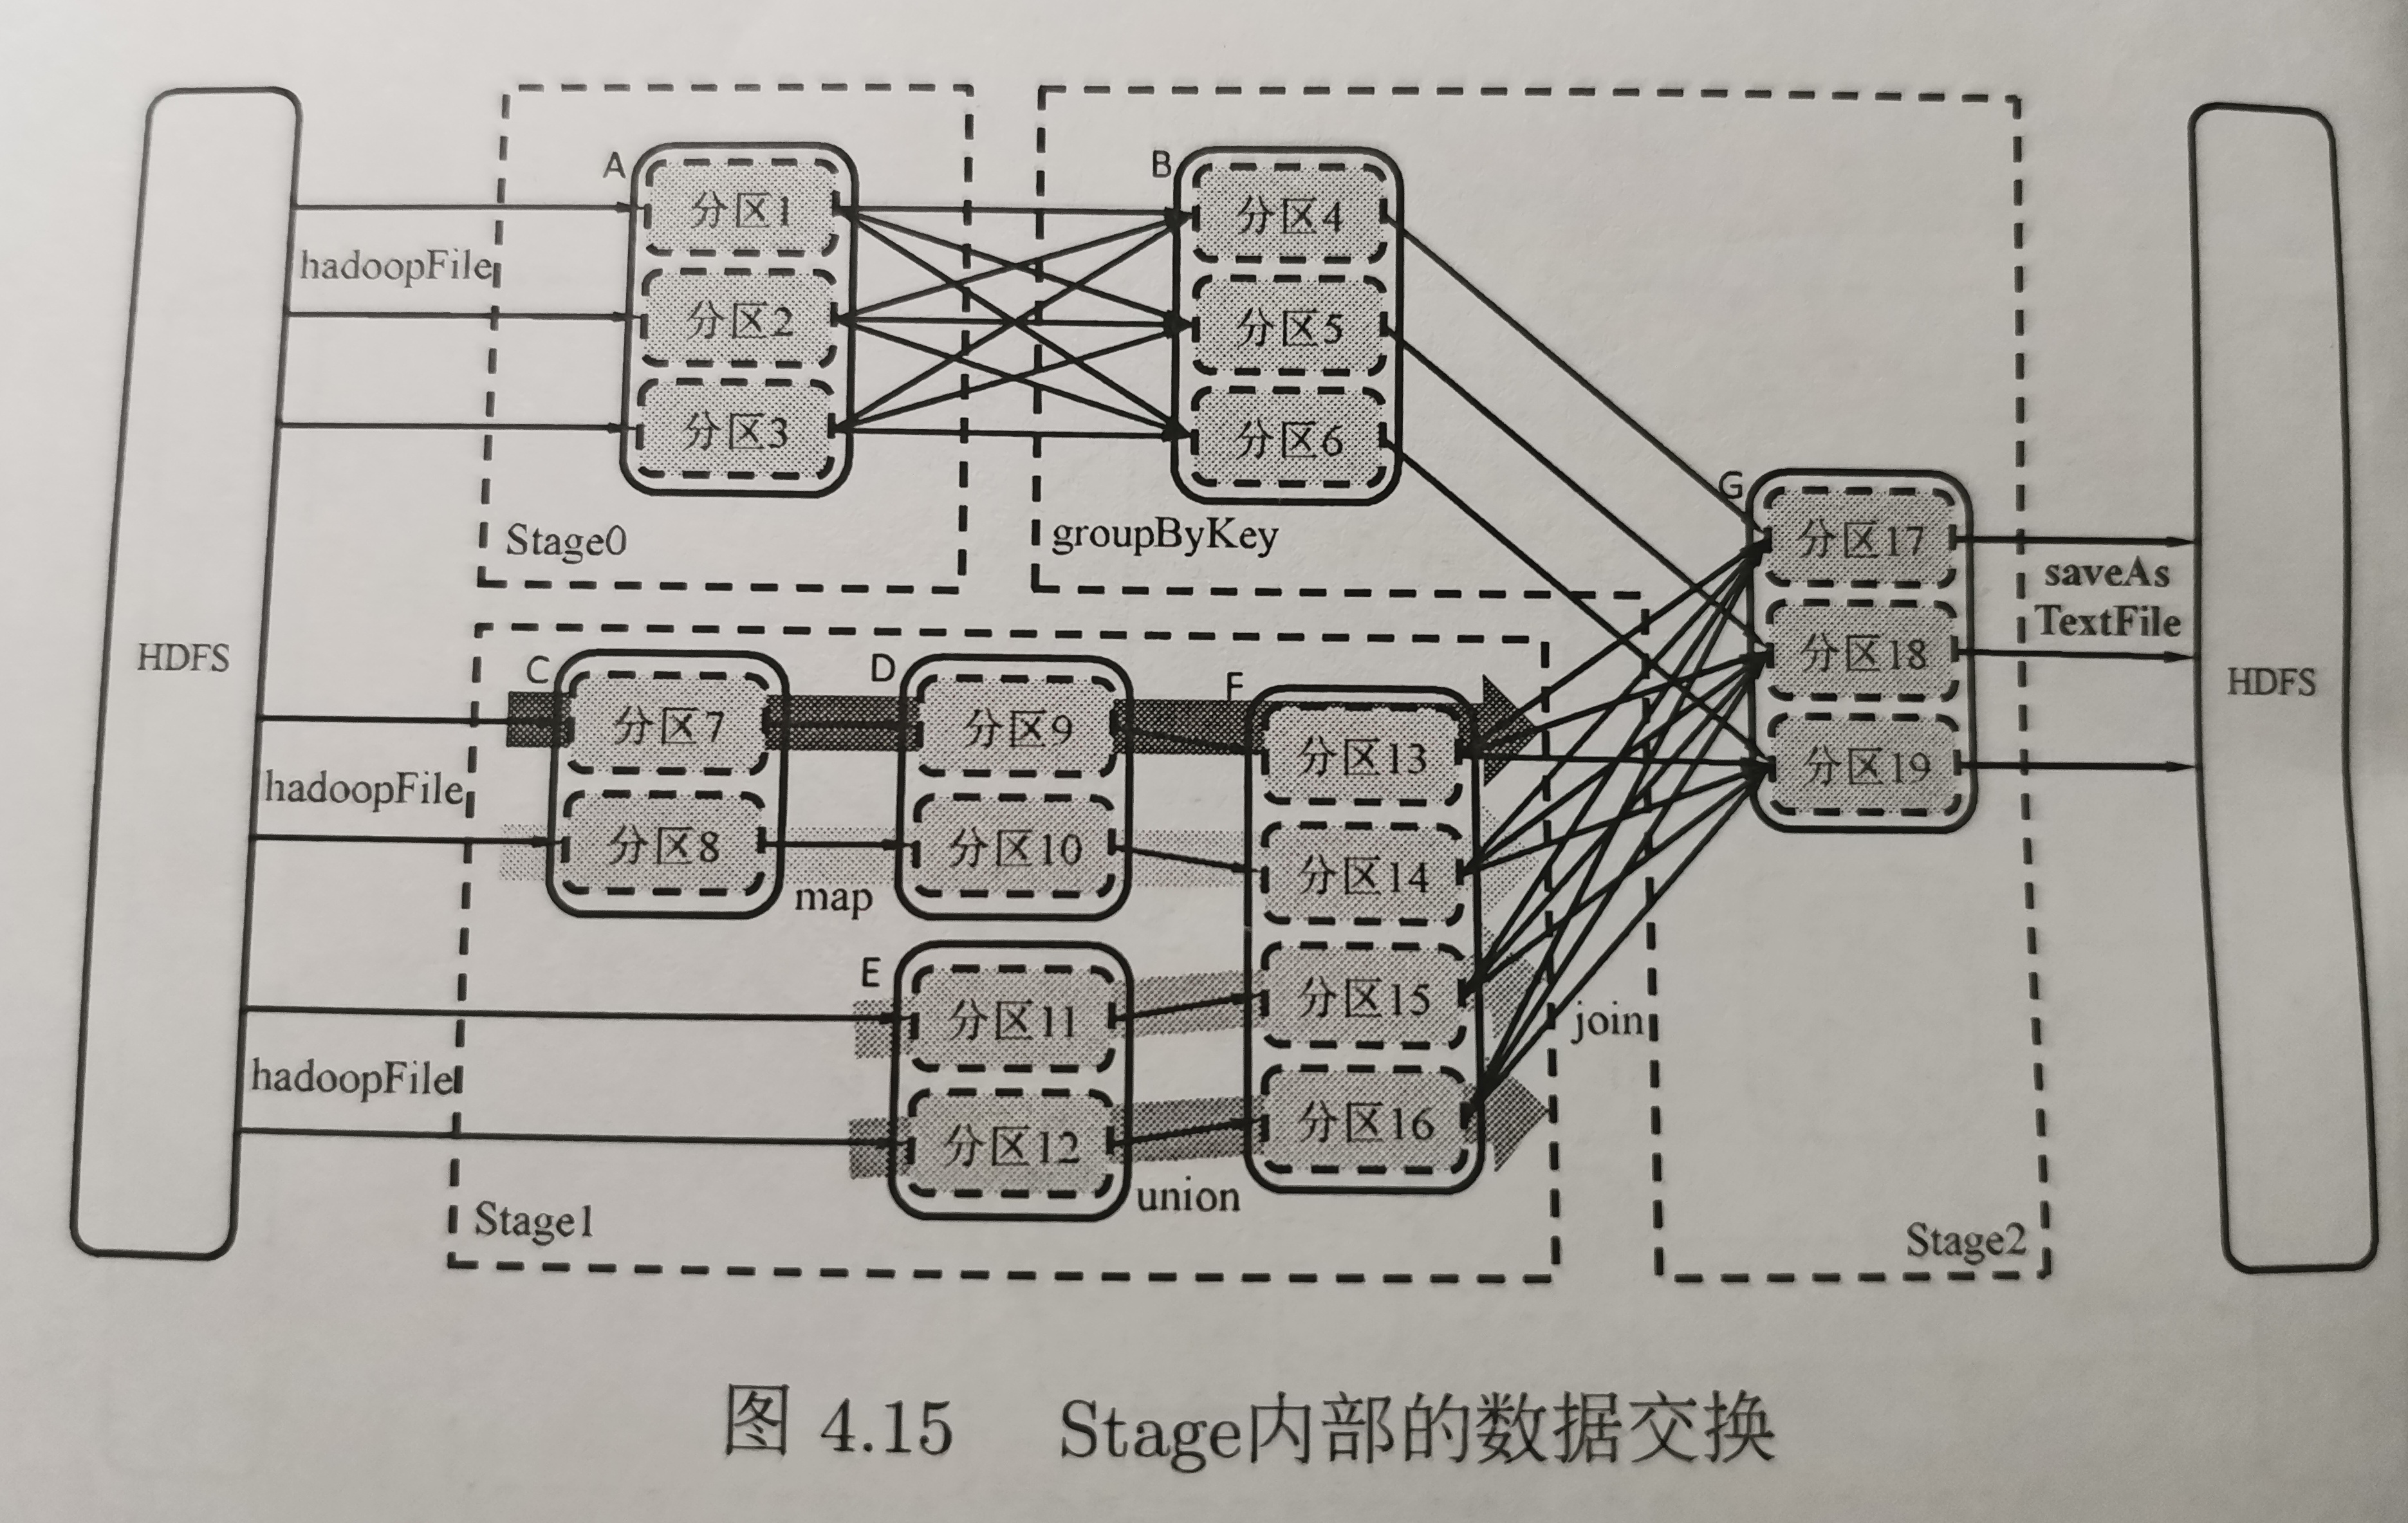 HDFS
hadoopFile
A
分区1
分区2
分区3
Stage0
B
分区4
分区5
分区6
groupByKey
hadoopFile
C
分区7
分区8
map
D
分区9
分区10
hadoopFile
E
分区11
分区12
union
F
分区13
分区14
分区15
分区16
Stage1
join
G
分区17
分区18
分区19
Stage2
saveAs
TextFile
HDFS
图 4.15 Stage内部的数据交换